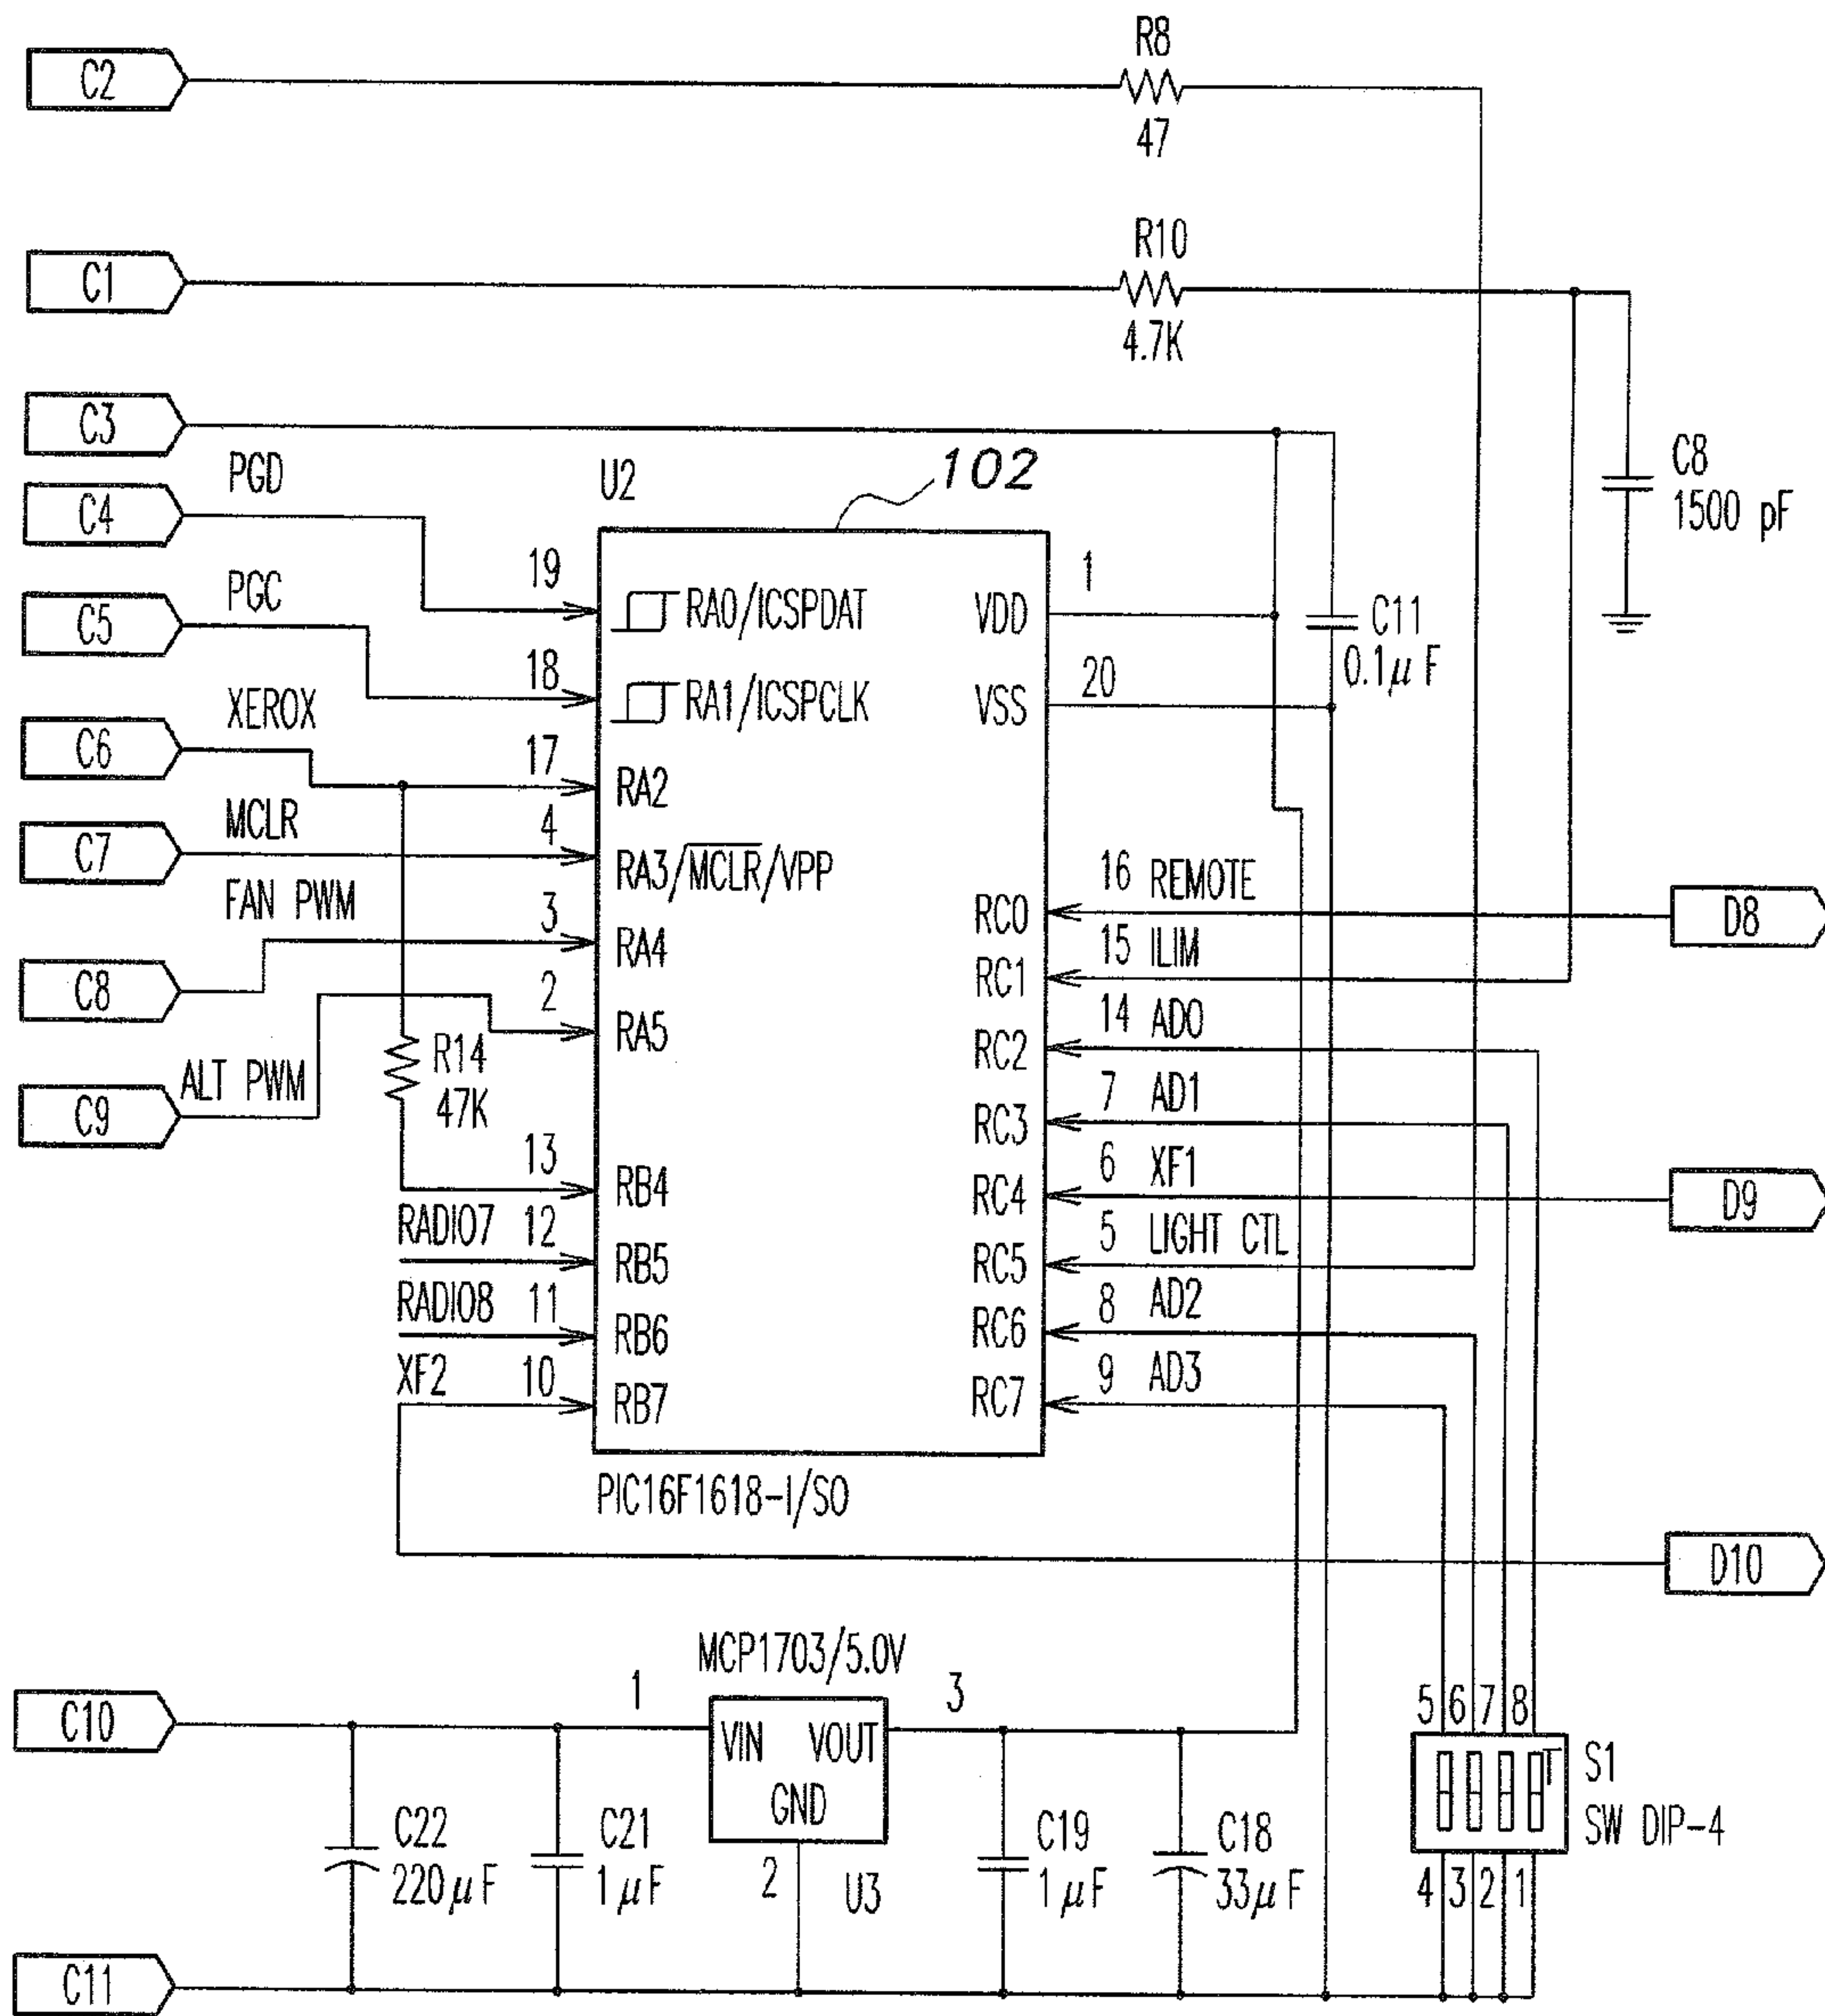 C2
R8
47
C1
R10
4.7K
C3
C8
1500 pF
PGD
C4
U2
102
19
RA0/ICSPDAT
VDD
1
C11
0.1µF
PGC
C5
18
RA1/ICSPCLK
VSS
20
XEROX
C6
17
RA2
MCLR
C7
4
RA3/MCLR/VPP
FAN PWM
C8
3
RA4
RC0
16 REMOTE
D8
2
RA5
RC1
15 ILIM
ALT PWM
C9
R14
47K
RC2
14 AD0
RC3
7 AD1
13
RB4
RC4
6 XF1
D9
RADIO7 12
RB5
RC5
5 LIGHT CTL
RADIO8 11
RB6
RC6
8 AD2
XF2 10
RB7
RC7
9 AD3
PIC16F1618-I/SO
D10
MCP1703/5.0V
C10
1
VIN VOUT
3
GND
2
U3
C22
220µF
C21
1µF
C19
1µF
C18
33µF
5 6 7 8
S1
SW DIP-4
4 3 2 1
C11